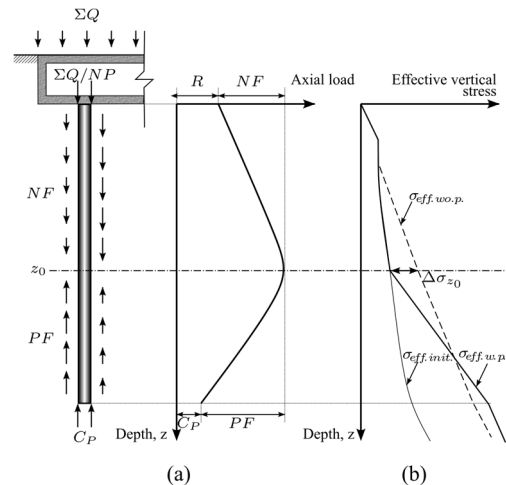 ΣQ
ΣQ/NP
R
NF
Axial load
Effective vertical
stress
NF
σeff.wo.p.
z0
Δσz0
PF
σeff.init.
σeff.w.p.
CP
CP
PF
Depth, z
Depth, z
(a)
(b)